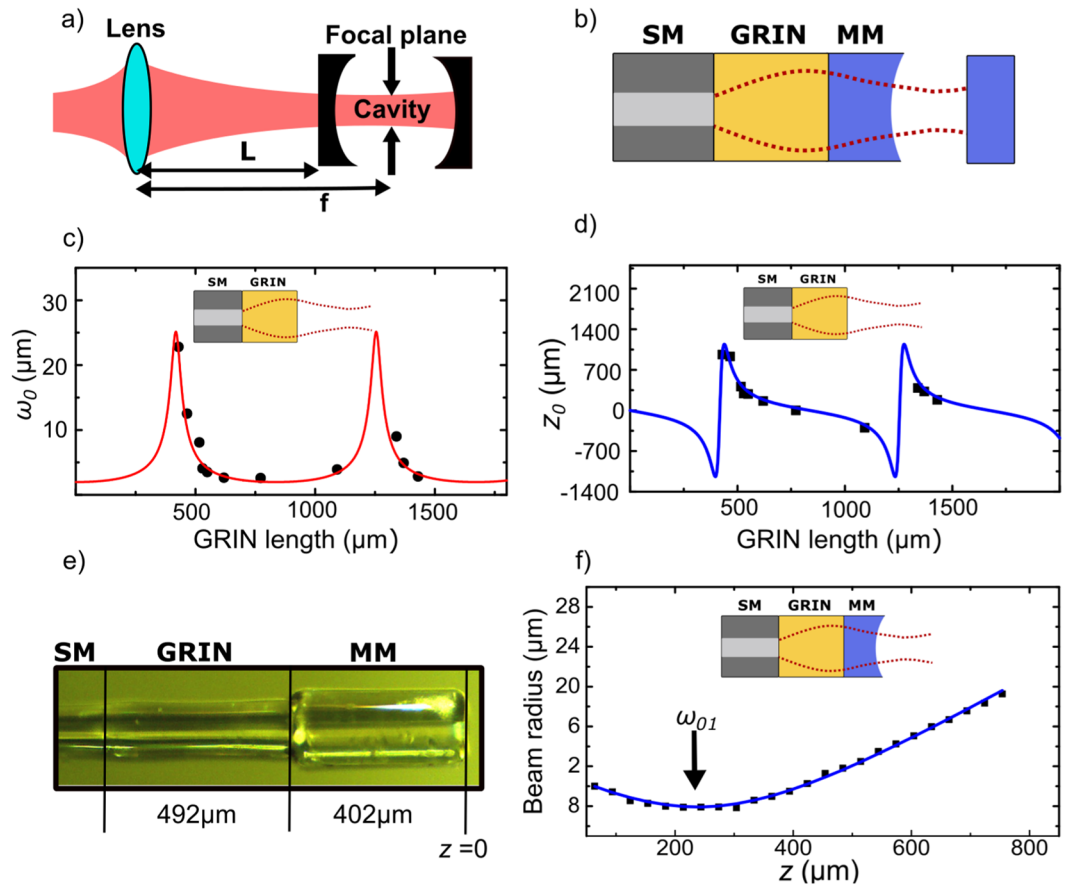 a)
Lens
Focal plane
Cavity
L
f
b)
SM GRIN MM
c)
SM GRIN
ω0 (µm)
30
20
10
500 1000 1500
GRIN length (µm)
d)
SM GRIN
z0 (µm)
2100
1400
700
0
-700
-1400
500 1000 1500
GRIN length (µm)
e)
SM GRIN MM
492µm 402µm
z =0
f)
SM GRIN MM
Beam radius (µm)
28
24
20
6
2
8
ω01
200 400 600 800
z (µm)